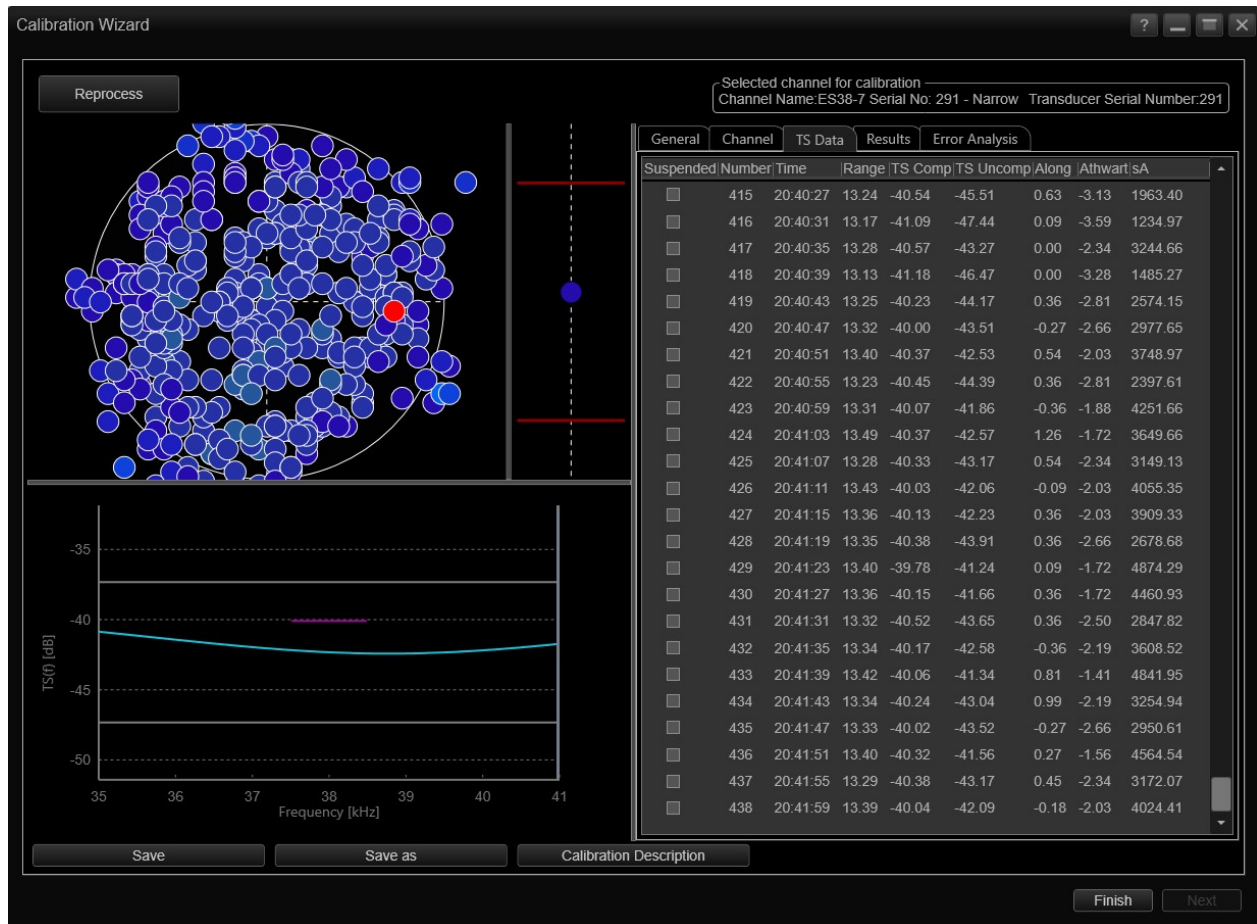 Calibration Wizard
Reprocess
Selected channel for calibration
Channel Name:ES38-7 Serial No: 291 - Narrow Transducer Serial Number:291
General Channel TS Data Results Error Analysis
Suspended Number Time Range TS Comp TS Uncomp Along Athwart sA
415 20:40:27 13.24 -40.54 -45.51 0.63 -3.13 1963.40
416 20:40:31 13.17 -41.09 -47.44 0.09 -3.59 1234.97
417 20:40:35 13.28 -40.57 -43.27 0.00 -2.34 3244.66
418 20:40:39 13.13 -41.18 -46.47 0.00 -3.28 1485.27
419 20:40:43 13.25 -40.23 -44.17 0.36 -2.81 2574.15
420 20:40:47 13.32 -40.00 -43.51 -0.27 -2.66 2977.65
421 20:40:51 13.40 -40.37 -42.53 0.54 -2.03 3748.97
422 20:40:55 13.23 -40.45 -44.39 0.36 -2.81 2397.61
423 20:40:59 13.31 -40.07 -41.86 -0.36 -1.88 4251.66
424 20:41:03 13.49 -40.37 -42.57 1.26 -1.72 3649.66
425 20:41:07 13.28 -40.33 -43.17 0.54 -2.34 3149.13
426 20:41:11 13.43 -40.03 -42.06 -0.09 -2.03 4055.35
427 20:41:15 13.36 -40.13 -42.23 0.36 -2.03 3909.33
428 20:41:19 13.35 -40.38 -43.91 0.36 -2.66 2678.68
429 20:41:23 13.40 -39.78 -41.24 0.09 -1.72 4874.29
430 20:41:27 13.36 -40.15 -41.66 0.36 -1.72 4460.93
431 20:41:31 13.32 -40.52 -43.65 0.36 -2.50 2847.82
432 20:41:35 13.34 -40.17 -42.58 -0.36 -2.19 3608.52
433 20:41:39 13.42 -40.06 -41.34 0.81 -1.41 4841.95
434 20:41:43 13.34 -40.24 -43.04 0.99 -2.19 3254.94
435 20:41:47 13.33 -40.02 -43.52 -0.27 -2.66 2950.61
436 20:41:51 13.40 -40.32 -41.56 0.27 -1.56 4564.54
437 20:41:55 13.29 -40.38 -43.17 0.45 -2.34 3172.07
438 20:41:59 13.39 -40.04 -42.09 -0.18 -2.03 4024.41
TS(f) [dB]
-35
-40
-45
-50
35 36 37 38 39 40 41
Frequency [kHz]
Save Save as Calibration Description
Finish Next